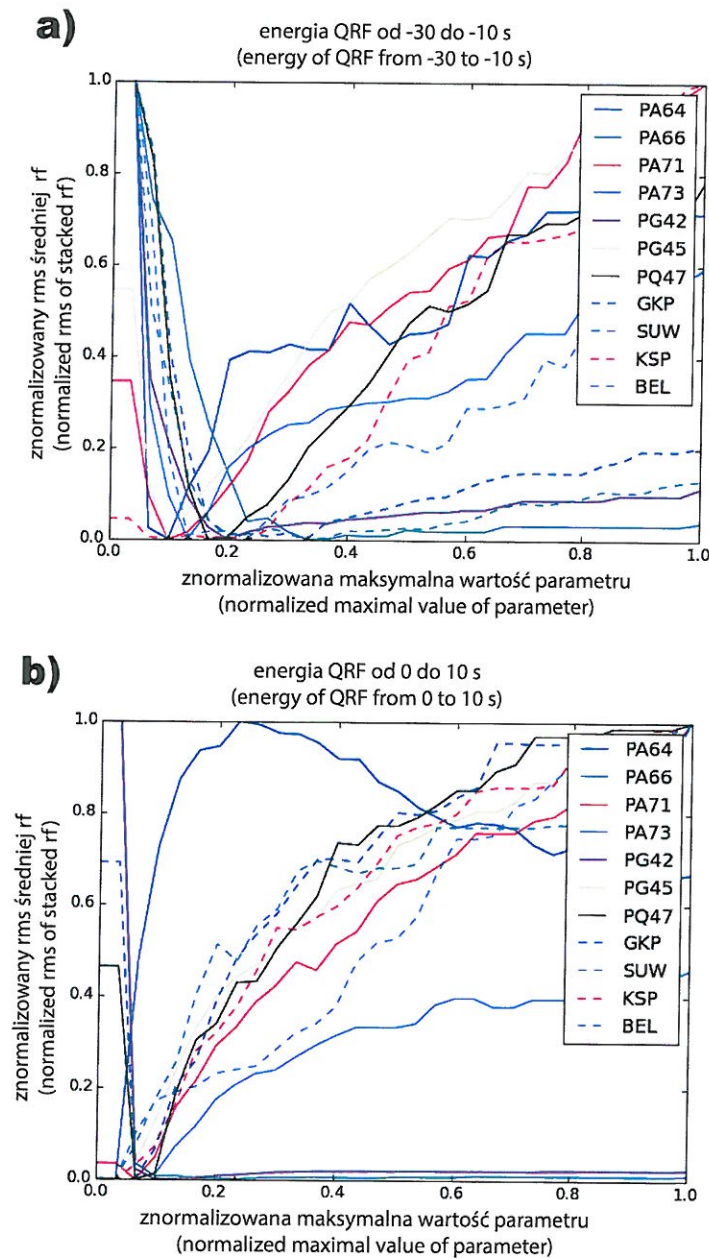 a)
energia QRF od -30 do -10 s
(energy of QRF from -30 to -10 s)
znormalizowany rms średniej rf
(normalized rms of stacked rf)
1.0
0.8
0.6
0.4
0.2
0.0
PA64
PA66
PA71
PA73
PG42
PG45
PQ47
GKP
SUW
KSP
BEL
0.0 0.2 0.4 0.6 0.8 1.0
znormalizowana maksymalna wartość parametru
(normalized maximal value of parameter)
b)
energia QRF od 0 do 10 s
(energy of QRF from 0 to 10 s)
znormalizowany rms średniej rf
(normalized rms of stacked rf)
1.0
0.8
0.6
0.4
0.2
0.0
PA64
PA66
PA71
PA73
PG42
PG45
PQ47
GKP
SUW
KSP
BEL
0.0 0.2 0.4 0.6 0.8 1.0
znormalizowana maksymalna wartość parametru
(normalized maximal value of parameter)